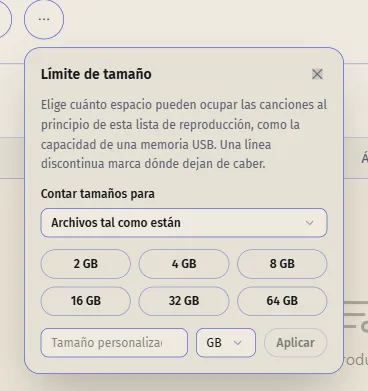 ...
Límite de tamaño
Elige cuánto espacio pueden ocupar las canciones al
principio de esta lista de reproducción, como la
capacidad de una memoria USB. Una línea
discontinua marca dónde dejan de caber.
Contar tamaños para
Archivos tal como están
2 GB 4 GB 8 GB
16 GB 32 GB 64 GB
Tamaño personaliza GB Aplicar